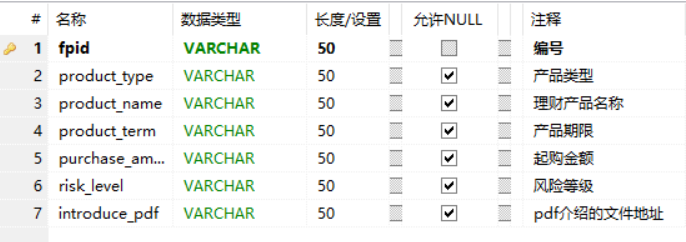 # 名称 数据类型 长度/设置 允许NULL 注释
1 fpid VARCHAR 50 编号
2 product_type VARCHAR 50 产品类型
3 product_name VARCHAR 50 理财产品名称
4 product_term VARCHAR 50 产品期限
5 purchase_am... VARCHAR 50 起购金额
6 risk_level VARCHAR 50 风险等级
7 introduce_pdf VARCHAR 50 pdf介绍的文件地址